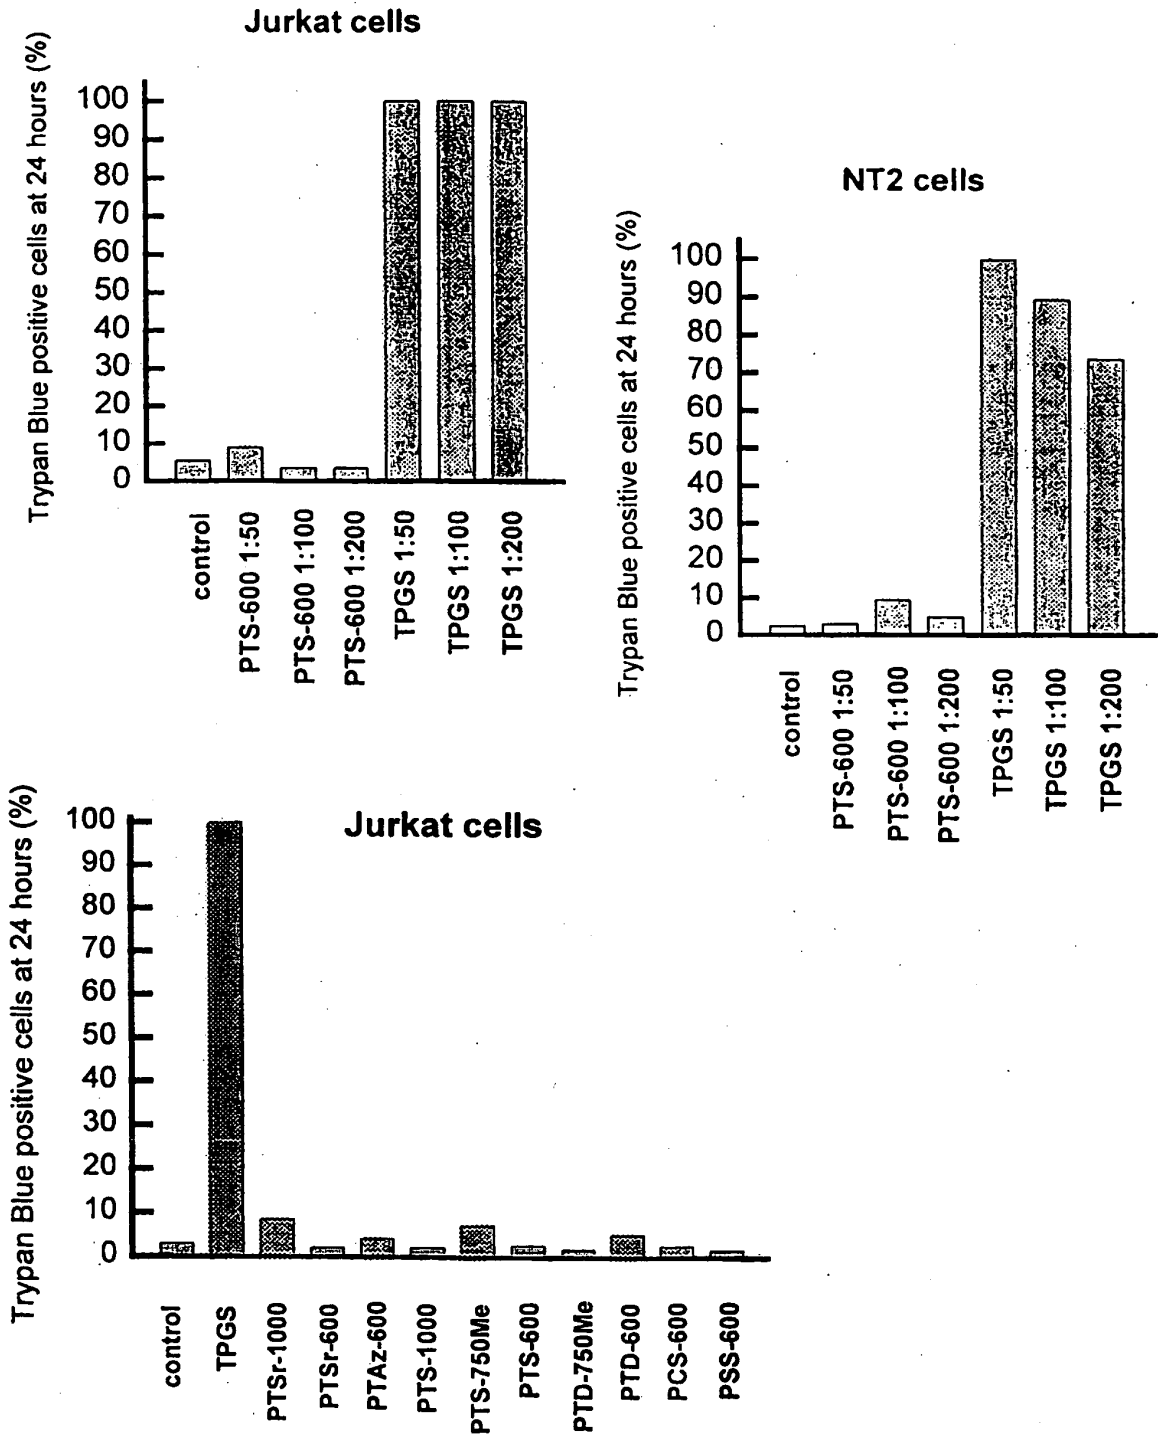 Jurkat cells
Trypan Blue positive cells at 24 hours (%)
100
90
80
70
60
50
40
30
20
10
0
control
PTS-600 1:50
PTS-600 1:100
PTS-600 1:200
TPGS 1:50
TPGS 1:100
TPGS 1:200
NT2 cells
Trypan Blue positive cells at 24 hours (%)
100
90
80
70
60
50
40
30
20
10
0
control
PTS-600 1:50
PTS-600 1:100
PTS-600 1:200
TPGS 1:50
TPGS 1:100
TPGS 1:200
Jurkat cells
Trypan Blue positive cells at 24 hours (%)
100
90
80
70
60
50
40
30
20
10
0
control
TPGS
PTSr-1000
PTSr-600
PTAz-600
PTS-1000
PTS-750Me
PTS-600
PTD-750Me
PTD-600
PCS-600
PSS-600